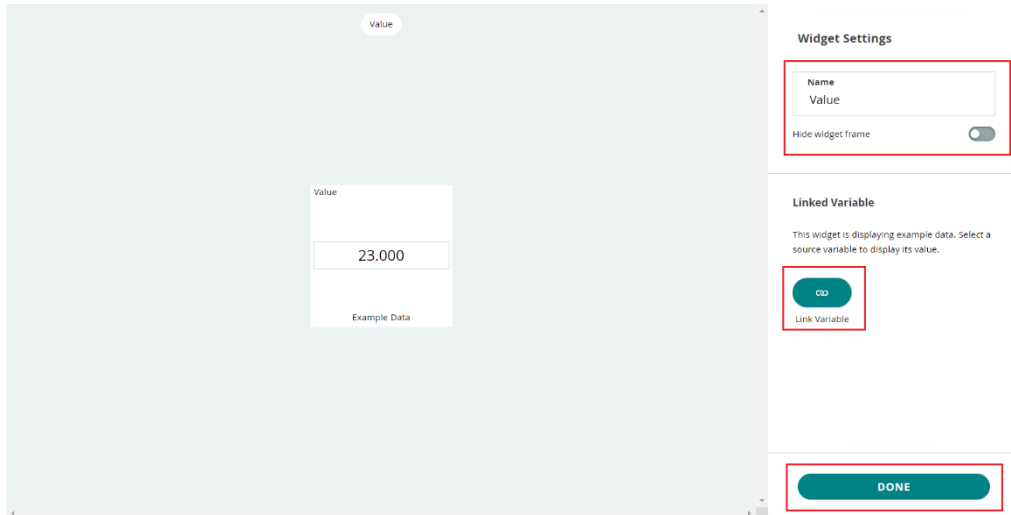 Value
Value
23.000
Example Data
Widget Settings
Name
Value
Hide widget frame
Linked Variable
This widget is displaying example data. Select a
source variable to display its value.
Link Variable
DONE